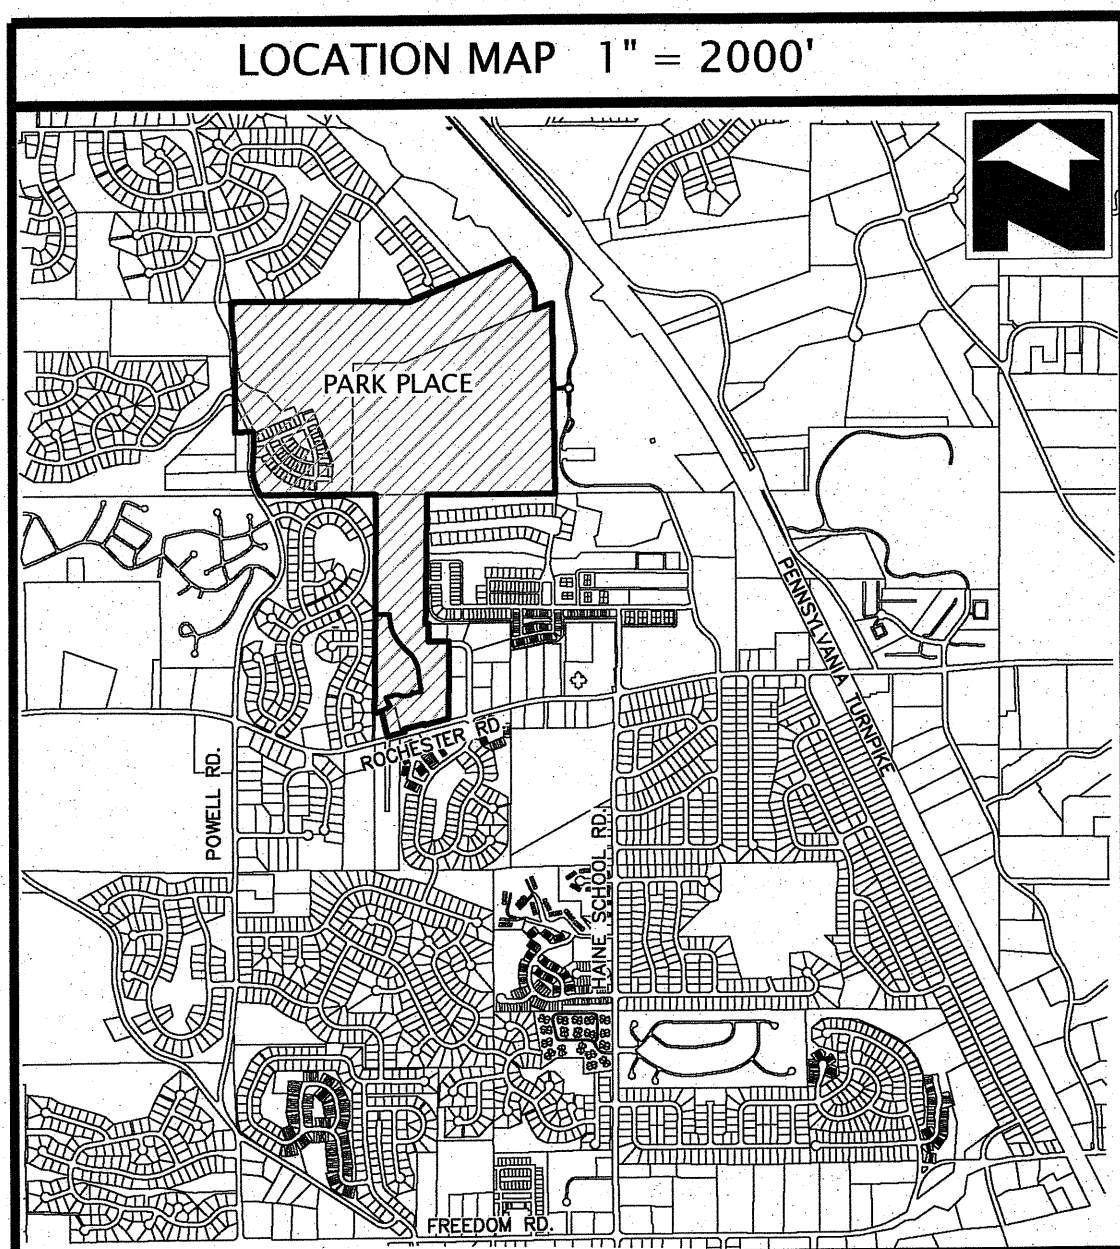 LOCATION MAP 1" = 2000'
N
PARK PLACE
PENNSYLVANIA TURNPIKE
ROCHESTER RD.
POWELL RD.
HAINE SCHOOL RD.
FREEDOM RD.